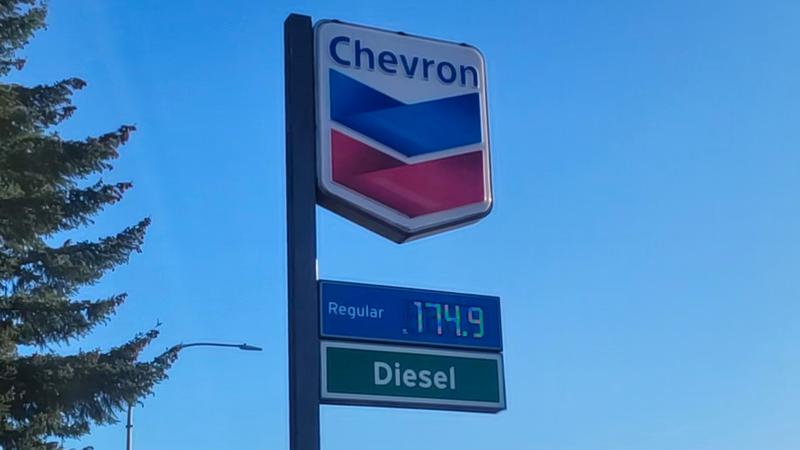 Chevron
Regular 174.9
Diesel